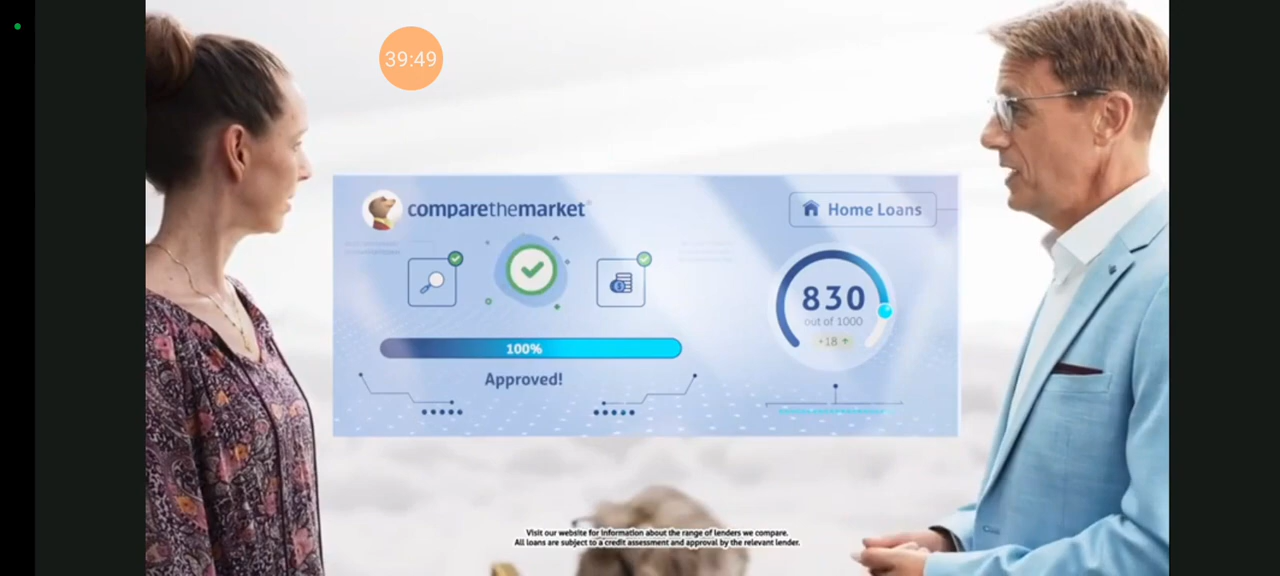 39:49
comparethemarket®
Home Loans
830
out of 1000
+18
100%
Approved!
Visit our website for information about the range of lenders we compare.
All loans are subject to a credit assessment and approval by the relevant lender.